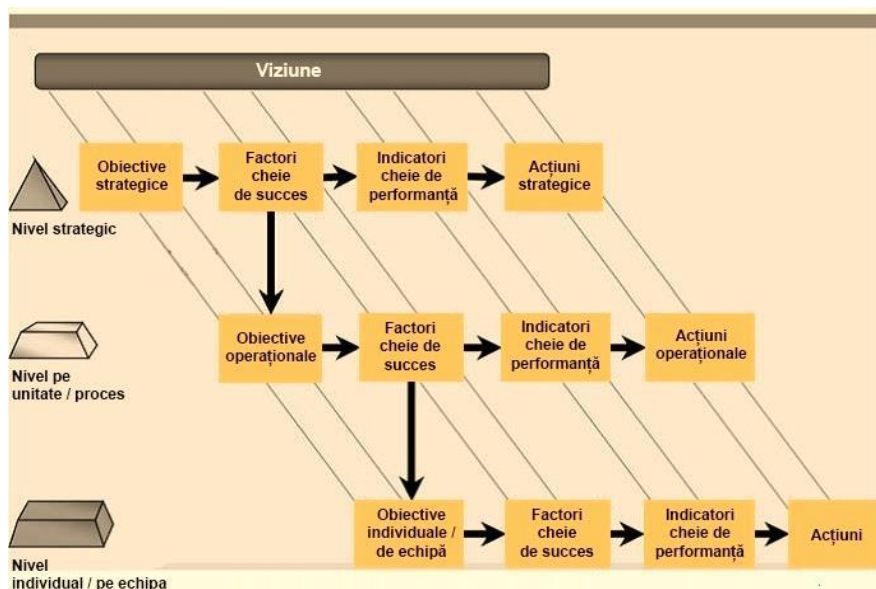 Viziune
Obiective
strategice
Factori
cheie
de succes
Indicatori
cheie de
performanță
Acțiuni
strategice
Nivel strategic
Obiective
operaționale
Factori
cheie de
succes
Indicatori
cheie de
performanță
Acțiuni
operaționale
Nivel pe
unitate / proces
Obiective
individuale /
de echipă
Factori
cheie
de succes
Indicatori
cheie de
performanță
Acțiuni
Nivel
individual / pe echipa